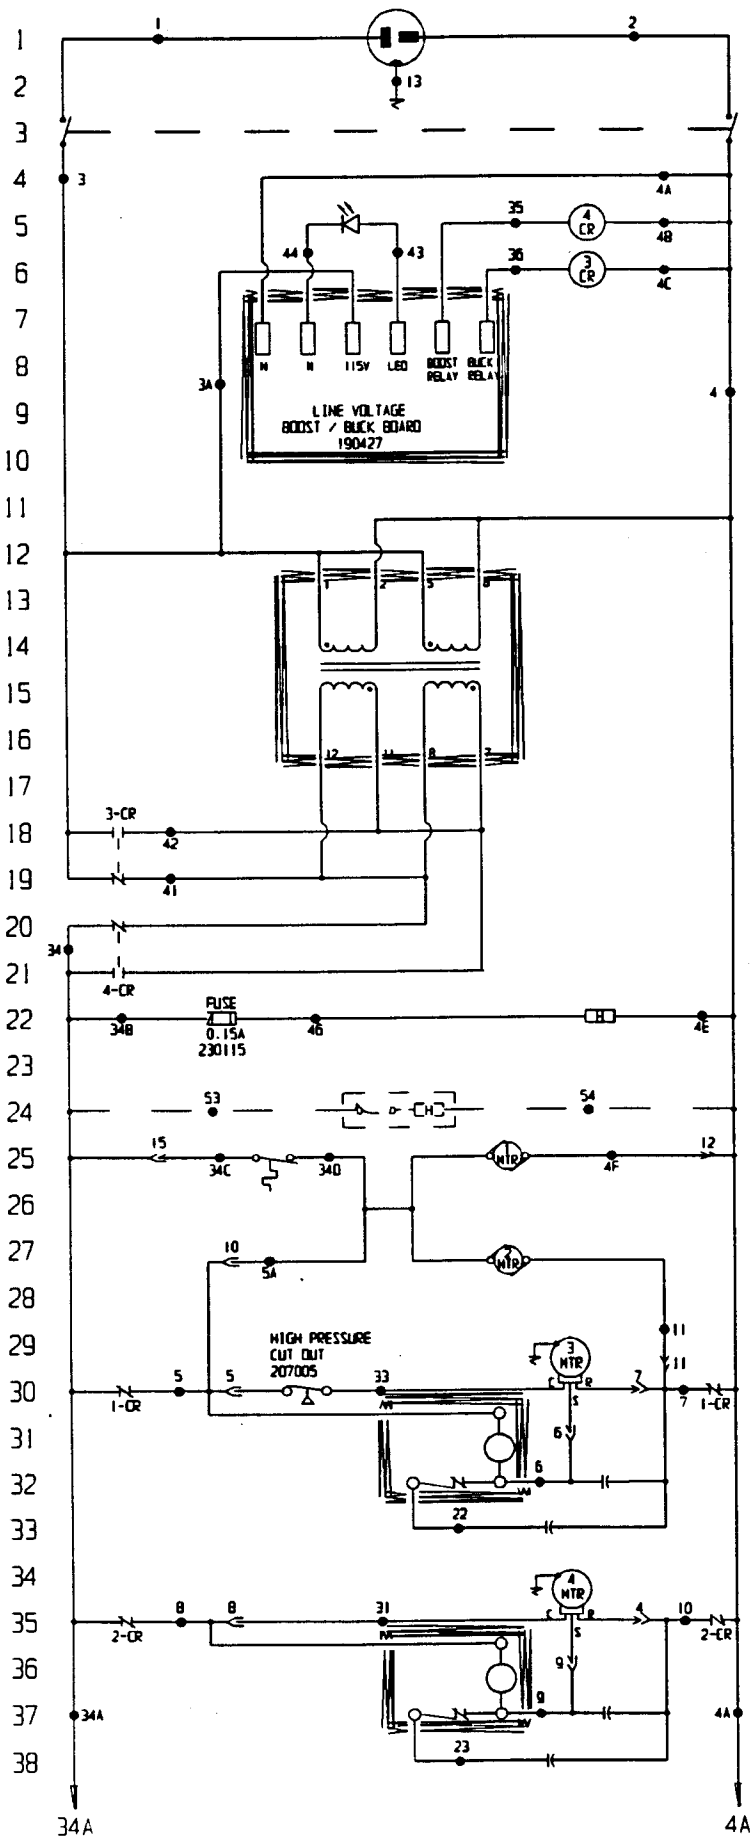 1 1 2
2 13
3
4 3 4A
5 35 4 CR 4B
44 43
6 36 3 CR 4C
7
8 N N 115V LED BOOST RELAY BUCK RELAY
3A 4
9 LINE VOLTAGE
BOOST / BUCK BOARD
190427
10
11
12
13 1 2 5 6
14
15
16 12 11 8 7
17
3-CR
18 42
19 41
20
34
21
4-CR
FUSE
22 34B 46 H 4E
0.15A
230115
23
53 54
24 H
15 12
25 34C 34D 1 MTR 4F
26
10
27 5A 2 MTR
28
11
29 HIGH PRESSURE
CUT OUT
207005
3 MTR 11
5 5 33 7
30 1-CR C R S 7 1-CR
31 6
32 6
22
33
34 4 MTR
8 8 31 4 10
35 2-CR C R S 2-CR
36 9
37 34A 9 4A
23
38
34A 4A